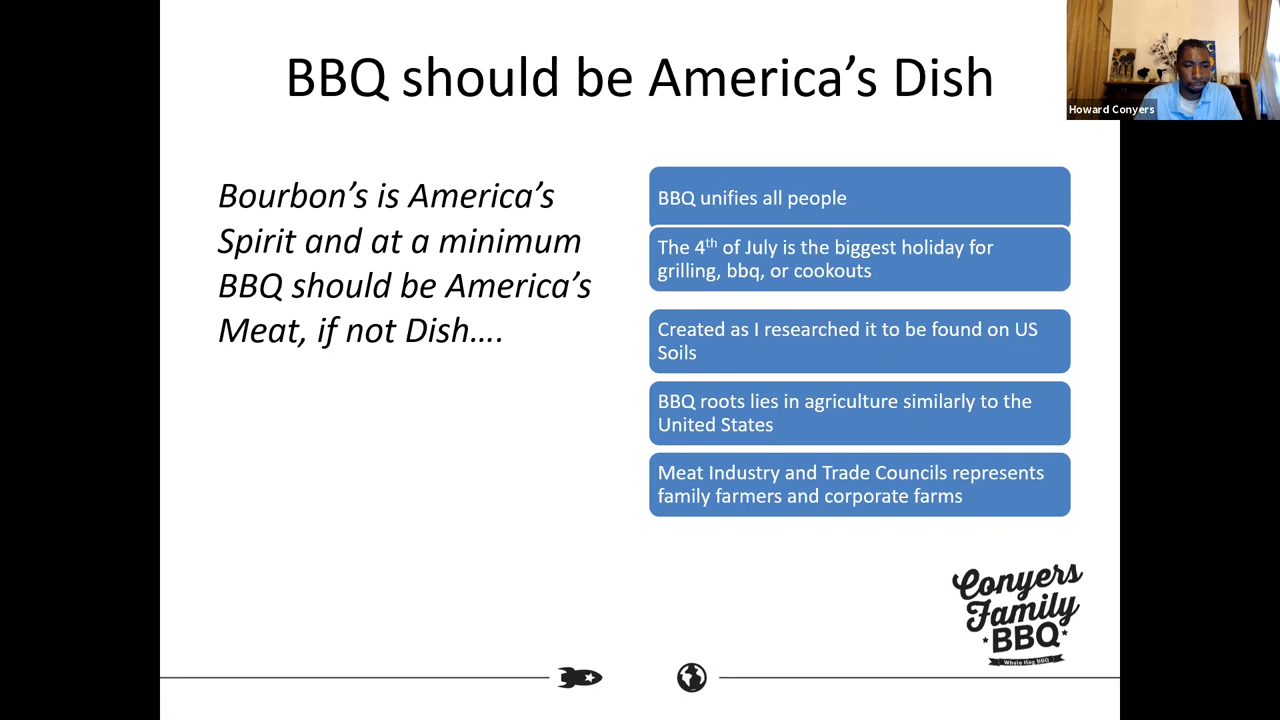 BBQ should be America's Dish
Howard Conyers
Bourbon's is America's
Spirit and at a minimum
BBQ should be America's
Meat, if not Dish….
BBQ unifies all people
The 4th of July is the biggest holiday for
grilling, bbq, or cookouts
Created as I researched it to be found on US
Soils
BBQ roots lies in agriculture similarly to the
United States
Meat Industry and Trade Councils represents
family farmers and corporate farms
Conyers
Family
BBQ
Whole Hog BBQ